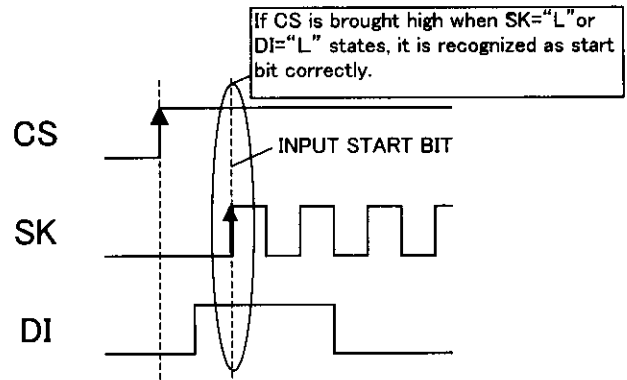 If CS is brought high when SK=“L”or
DI=“L” states, it is recognized as start
bit correctly.
CS
INPUT START BIT
SK
DI